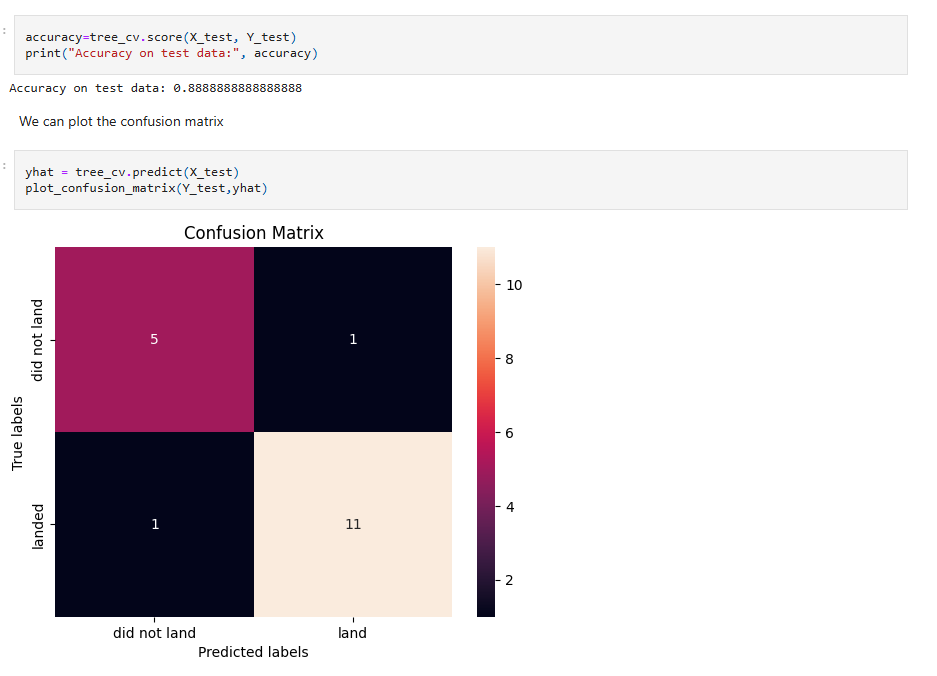 :
accuracy=tree_cv.score(X_test, Y_test)
print("Accuracy on test data:", accuracy)
Accuracy on test data: 0.8888888888888888
We can plot the confusion matrix
:
yhat = tree_cv.predict(X_test)
plot_confusion_matrix(Y_test,yhat)
Confusion Matrix
did not land
landed
True labels
5
1
1
11
did not land
land
Predicted labels
10
8
6
4
2